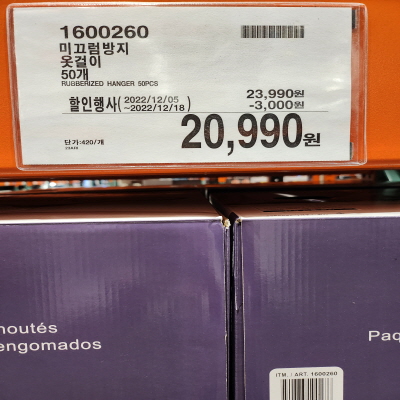 1600260
미끄럼방지
옷걸이
50개
RUBBERIZED HANGER 50PCS
23,990원
할인행사(2022/12/05 ~2022/12/18) -3,000원
20,990원
단가:420/개
houtés
engomados
Paq
ITM. / ART. 1600260